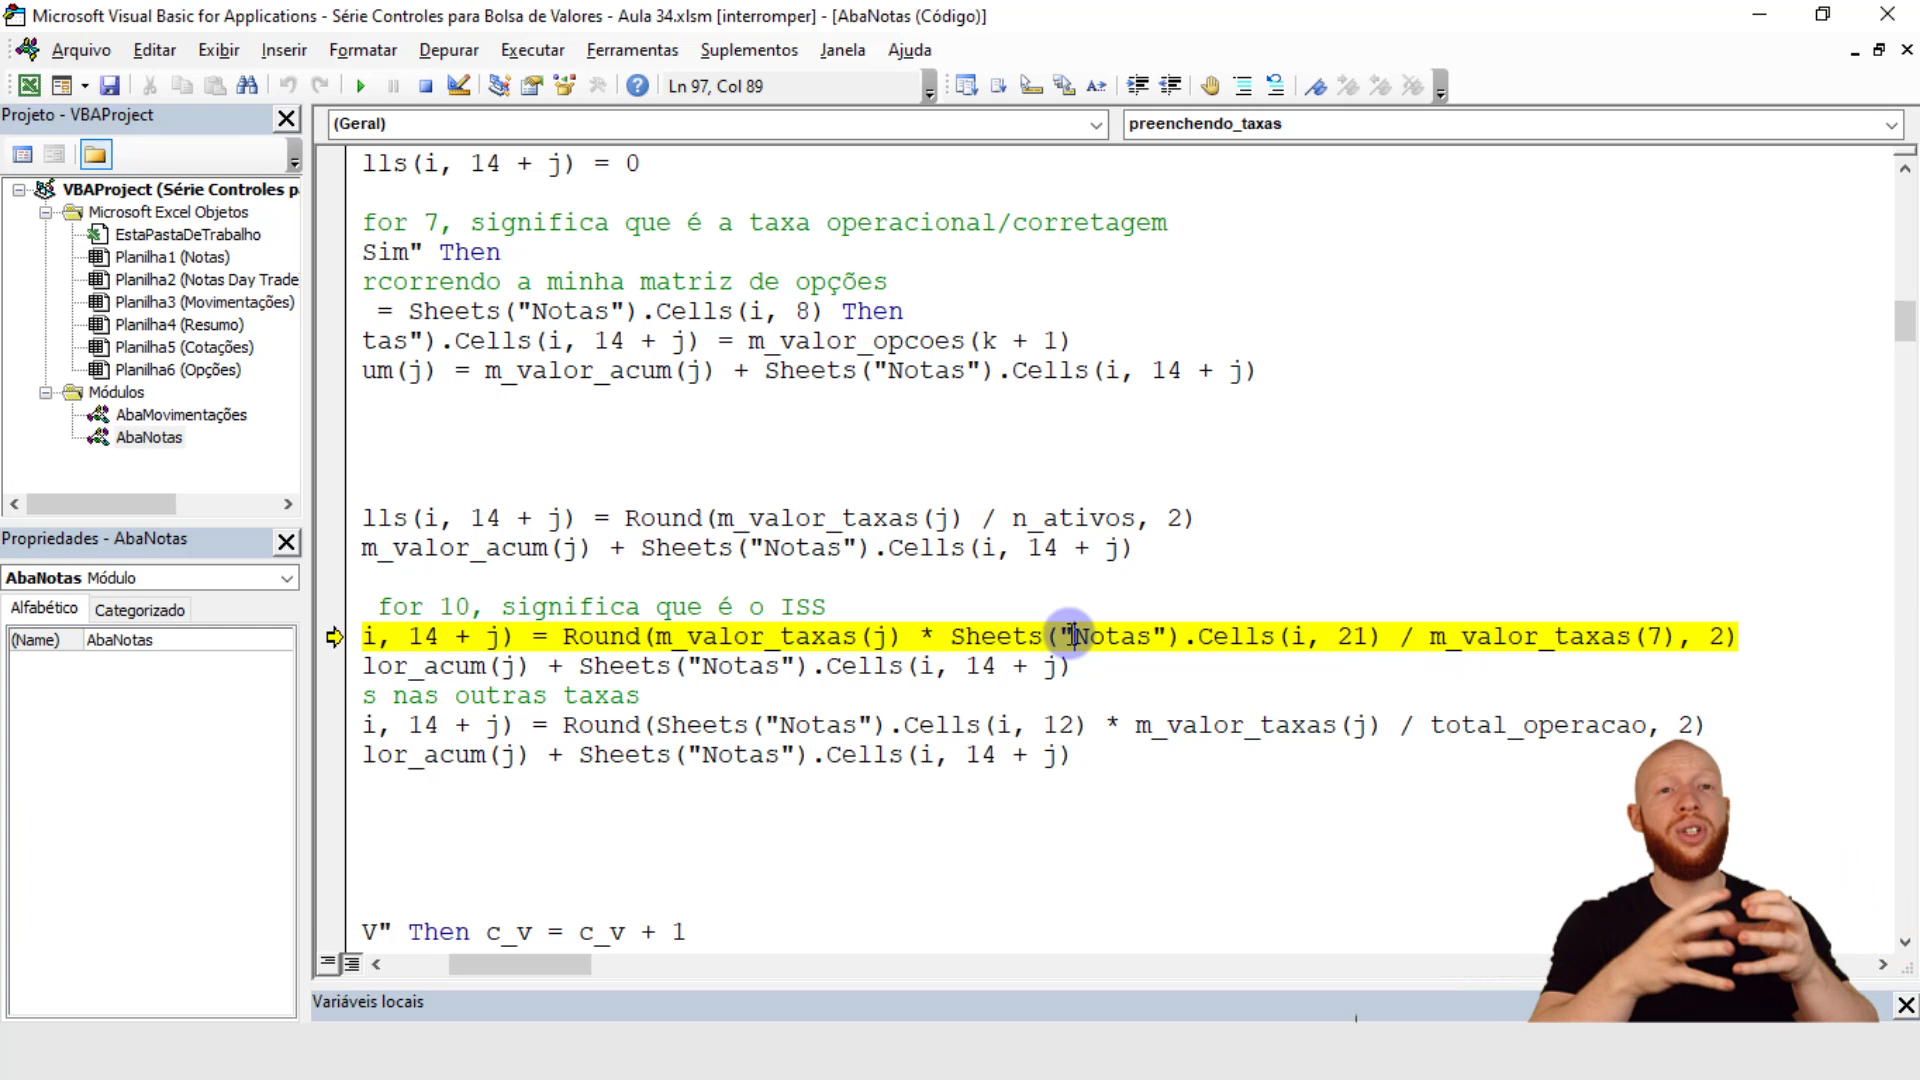 Microsoft Visual Basic for Applications - Série Controles para Bolsa de Valores - Aula 34.xlsm [interromper] - [AbaNotas (Código)]
Arquivo Editar Exibir Inserir Formatar Depurar Executar Ferramentas Suplementos Janela Ajuda
Ln 97, Col 89
Projeto - VBAProject
(Geral)
preenchendo_taxas
VBAProject (Série Controles p
Microsoft Excel Objetos
EstaPastaDeTrabalho
Planilha1 (Notas)
Planilha2 (Notas Day Trade
Planilha3 (Movimentações)
Planilha4 (Resumo)
Planilha5 (Cotações)
Planilha6 (Opções)
Módulos
AbaMovimentações
AbaNotas
Propriedades - AbaNotas
AbaNotas Módulo
Alfabético Categorizado
(Name) AbaNotas
lls(i, 14 + j) = 0
for 7, significa que é a taxa operacional/corretagem
Sim" Then
rcorrendo a minha matriz de opções
= Sheets("Notas").Cells(i, 8) Then
tas").Cells(i, 14 + j) = m_valor_opcoes(k + 1)
um(j) = m_valor_acum(j) + Sheets("Notas").Cells(i, 14 + j)
lls(i, 14 + j) = Round(m_valor_taxas(j) / n_ativos, 2)
m_valor_acum(j) + Sheets("Notas").Cells(i, 14 + j)
for 10, significa que é o ISS
i, 14 + j) = Round(m_valor_taxas(j) * Sheets("Notas").Cells(i, 21) / m_valor_taxas(7), 2)
lor_acum(j) + Sheets("Notas").Cells(i, 14 + j)
s nas outras taxas
i, 14 + j) = Round(Sheets("Notas").Cells(i, 12) * m_valor_taxas(j) / total_operacao, 2)
lor_acum(j) + Sheets("Notas").Cells(i, 14 + j)
V" Then c_v = c_v + 1
Variáveis locais